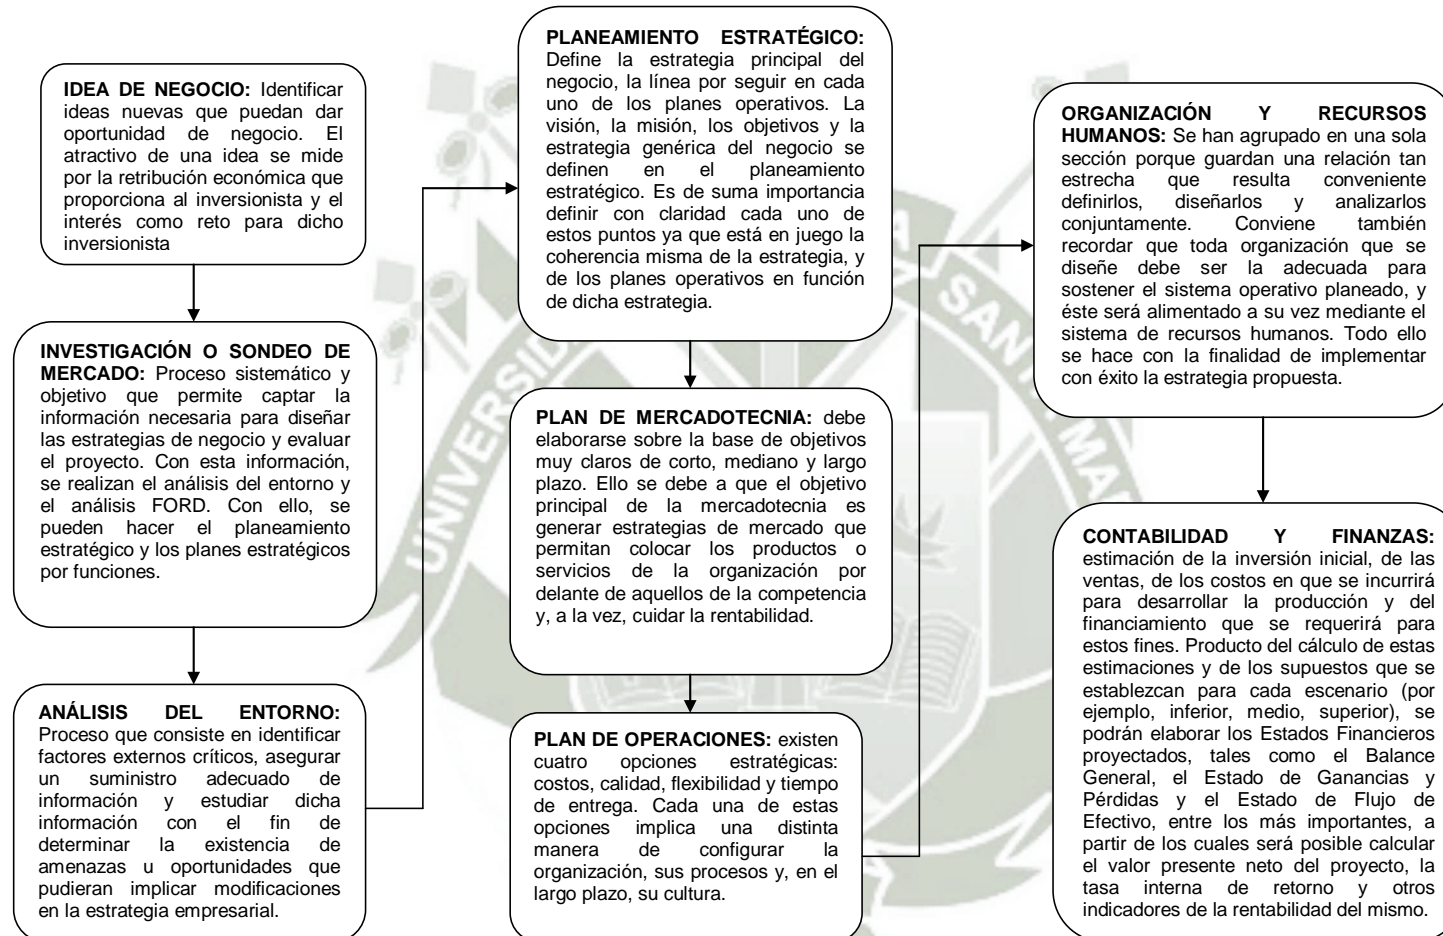 IDEA DE NEGOCIO: Identificar
ideas nuevas que puedan dar
oportunidad de negocio. El
atractivo de una idea se mide
por la retribución económica que
proporciona al inversionista y el
interés como reto para dicho
inversionista
INVESTIGACIÓN O SONDEO DE
MERCADO: Proceso sistemático y
objetivo que permite captar la
información necesaria para diseñar
las estrategias de negocio y evaluar
el proyecto. Con esta información,
se realizan el análisis del entorno y
el análisis FORD. Con ello, se
pueden hacer el planeamiento
estratégico y los planes estratégicos
por funciones.
ANÁLISIS DEL ENTORNO:
Proceso que consiste en identificar
factores externos críticos, asegurar
un suministro adecuado de
información y estudiar dicha
información con el fin de
determinar la existencia de
amenazas u oportunidades que
pudieran implicar modificaciones
en la estrategia empresarial.
PLANEAMIENTO ESTRATÉGICO:
Define la estrategia principal del
negocio, la línea por seguir en cada
uno de los planes operativos. La
visión, la misión, los objetivos y la
estrategia genérica del negocio se
definen en el planeamiento
estratégico. Es de suma importancia
definir con claridad cada uno de
estos puntos ya que está en juego la
coherencia misma de la estrategia, y
de los planes operativos en función
de dicha estrategia.
PLAN DE MERCADOTECNIA: debe
elaborarse sobre la base de objetivos
muy claros de corto, mediano y largo
plazo. Ello se debe a que el objetivo
principal de la mercadotecnia es
generar estrategias de mercado que
permitan colocar los productos o
servicios de la organización por
delante de aquellos de la competencia
y, a la vez, cuidar la rentabilidad.
PLAN DE OPERACIONES: existen
cuatro opciones estratégicas:
costos, calidad, flexibilidad y tiempo
de entrega. Cada una de estas
opciones implica una distinta
manera de configurar la
organización, sus procesos y, en el
largo plazo, su cultura.
ORGANIZACIÓN Y RECURSOS
HUMANOS: Se han agrupado en una sola
sección porque guardan una relación tan
estrecha que resulta conveniente
definirlos, diseñarlos y analizarlos
conjuntamente. Conviene también
recordar que toda organización que se
diseñe debe ser la adecuada para
sostener el sistema operativo planeado, y
éste será alimentado a su vez mediante el
sistema de recursos humanos. Todo ello
se hace con la finalidad de implementar
con éxito la estrategia propuesta.
CONTABILIDAD Y FINANZAS:
estimación de la inversión inicial, de las
ventas, de los costos en que se incurrirá
para desarrollar la producción y del
financiamiento que se requerirá para
estos fines. Producto del cálculo de estas
estimaciones y de los supuestos que se
establezcan para cada escenario (por
ejemplo, inferior, medio, superior), se
podrán elaborar los Estados Financieros
proyectados, tales como el Balance
General, el Estado de Ganancias y
Pérdidas y el Estado de Flujo de
Efectivo, entre los más importantes, a
partir de los cuales será posible calcular
el valor presente neto del proyecto, la
tasa interna de retorno y otros
indicadores de la rentabilidad del mismo.